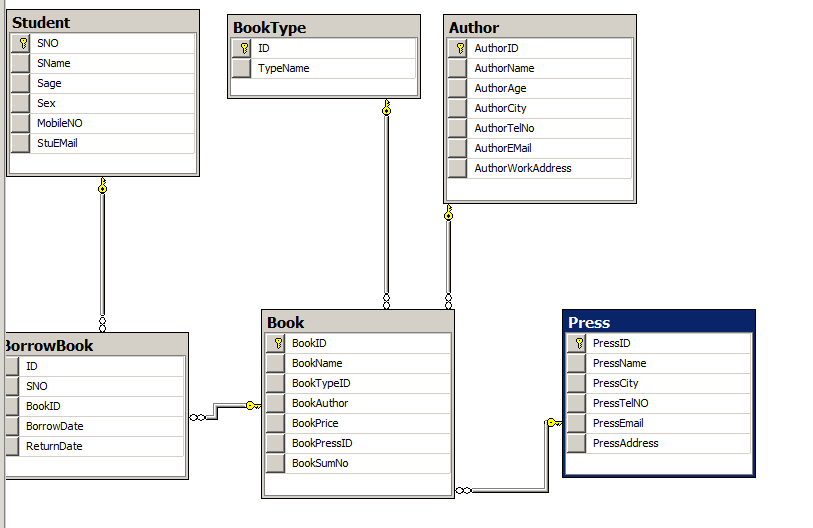 Student
SNO
SName
Sage
Sex
MobileNO
StuEMail
BookType
ID
TypeName
Author
AuthorID
AuthorName
AuthorAge
AuthorCity
AuthorTelNo
AuthorEMail
AuthorWorkAddress
BorrowBook
ID
SNO
BookID
BorrowDate
ReturnDate
Book
BookID
BookName
BookTypeID
BookAuthor
BookPrice
BookPressID
BookSumNo
Press
PressID
PressName
PressCity
PressTelNO
PressEmail
PressAddress